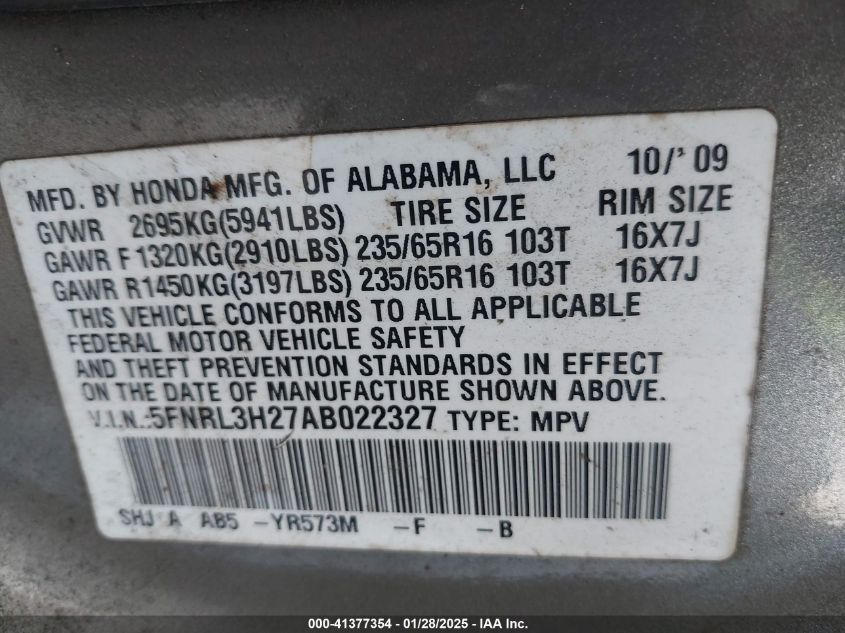 MFD. BY HONDA MFG. OF ALABAMA, LLC 10/'09
GVWR 2695KG(5941LBS) TIRE SIZE RIM SIZE
GAWR F1320KG(2910LBS) 235/65R16 103T 16X7J
GAWR R1450KG(3197LBS) 235/65R16 103T 16X7J
THIS VEHICLE CONFORMS TO ALL APPLICABLE
FEDERAL MOTOR VEHICLE SAFETY
AND THEFT PREVENTION STANDARDS IN EFFECT
ON THE DATE OF MANUFACTURE SHOWN ABOVE.
V.I.N.:5FNRL3H27AB022327 TYPE: MPV
SHJ A AB5 -YR573M -F -B
000-41377354 - 01/28/2025 - IAA Inc.